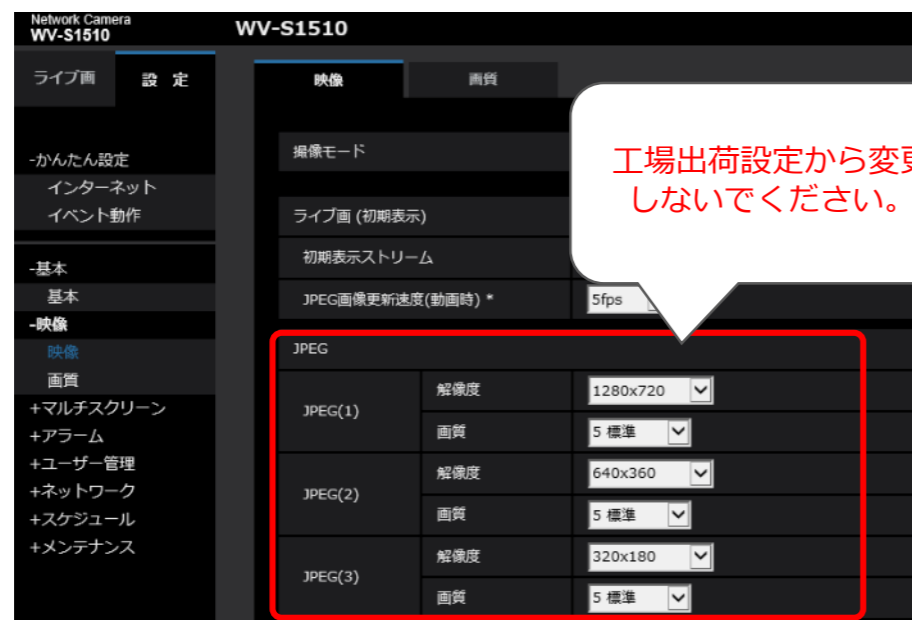 Network Camera
WV-S1510
WV-S1510
ライブ画
設 定
-かんたん設定
インターネット
イベント動作
-基本
基本
-映像
映像
画質
+マルチスクリーン
+アラーム
+ユーザー管理
+ネットワーク
+スケジュール
+メンテナンス
映像
画質
撮像モード
工場出荷設定から変更
しないでください。
ライブ画 (初期表示)
初期表示ストリーム
JPEG画像更新速度(動画時) *
5fps
JPEG
JPEG(1)
解像度
1280x720
画質
5 標準
JPEG(2)
解像度
640x360
画質
5 標準
JPEG(3)
解像度
320x180
画質
5 標準